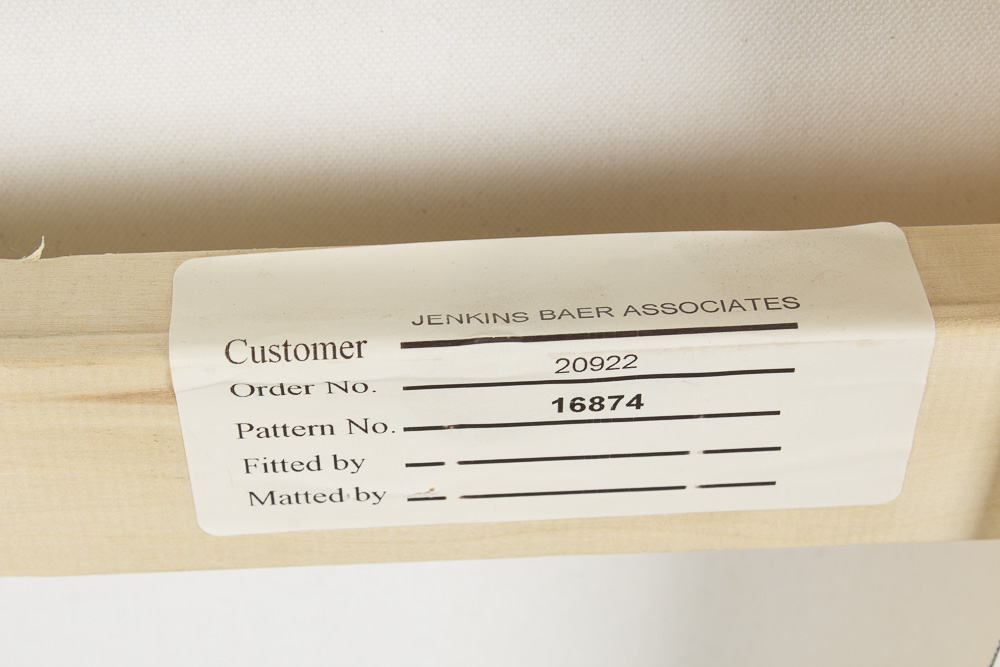 Customer JENKINS BAER ASSOCIATES
Order No. 20922
Pattern No. 16874
Fitted by
Matted by